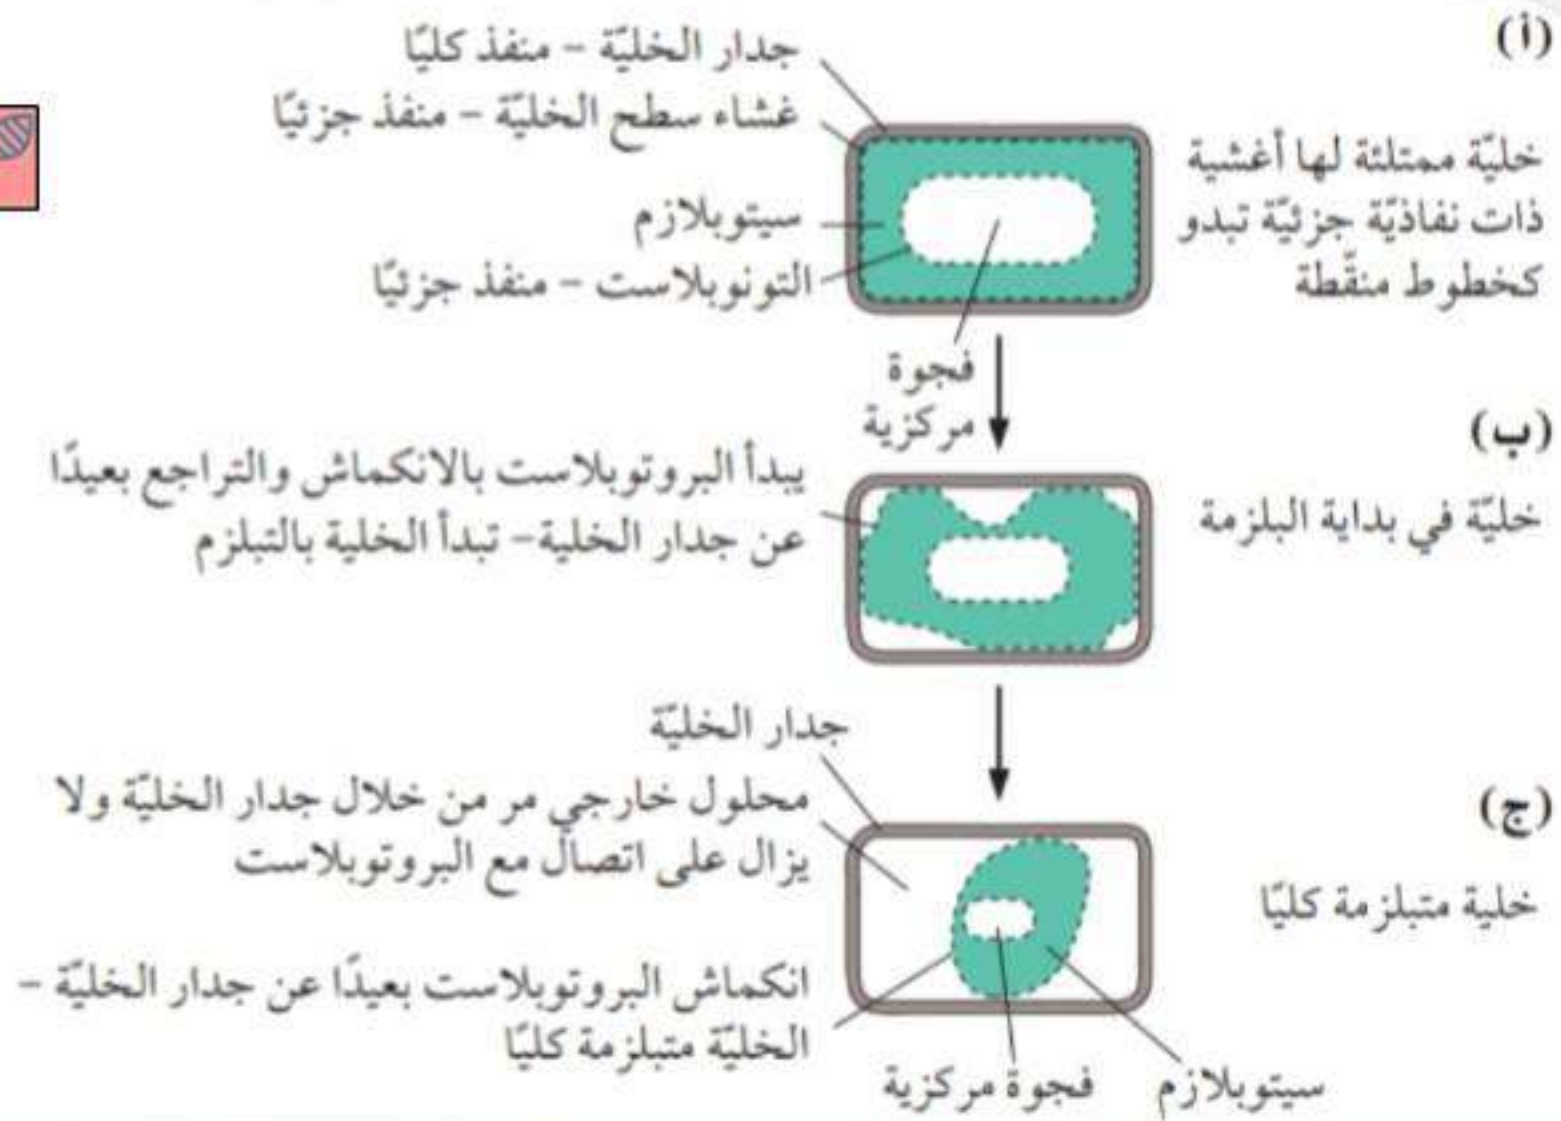 (أ)
خليّة ممتلئة لها أغشية
ذات نفاذيّة جزئيّة تبدو
كخطوط منقّطة
جدار الخليّة – منفذ كليًا
غشاء سطح الخليّة – منفذ جزئيًا
سيتوبلازم
التونوبلاست – منفذ جزئيًا
فجوة
مركزية
(ب)
خليّة في بداية البلزمة
يبدأ البروتوبلاست بالانكماش والتراجع بعيدًا
عن جدار الخلية– تبدأ الخلية بالتبلزم
(ج)
خلية متبلزمة كليًا
جدار الخليّة
محلول خارجي مر من خلال جدار الخليّة ولا
يزال على اتصال مع البروتوبلاست
انكماش البروتوبلاست بعيدًا عن جدار الخليّة –
الخليّة متبلزمة كليًا
فجوة مركزية
سيتوبلازم